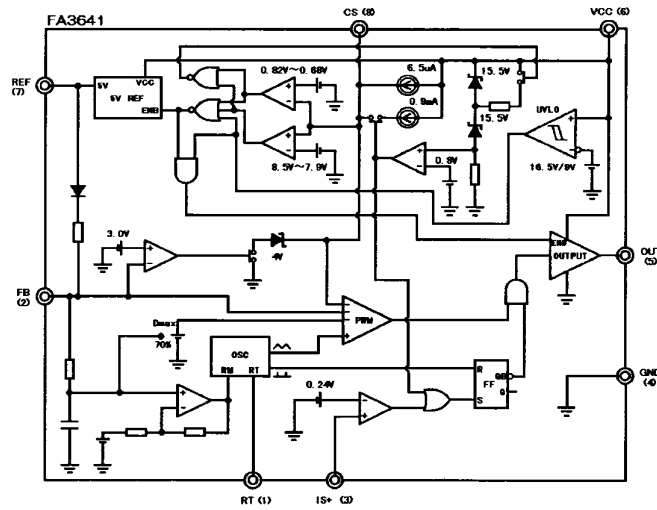 FA3641
CS (8)
VCC (6)
REF
(7)
5V
VCC
5V REF
ENB
0.82V~0.68V
6.5uA
15.5V
0.9mA
15.5V
UVLO
8.5V~7.9V
0.8V
16.5V/9V
3.0V
4V
ENB
OUTPUT
OUT
(5)
FB
(2)
Dmax
70%
PWM
OSC
RM RT
0.24V
R
QB
FF
Q
S
GND
(4)
RT (1)
IS+ (3)